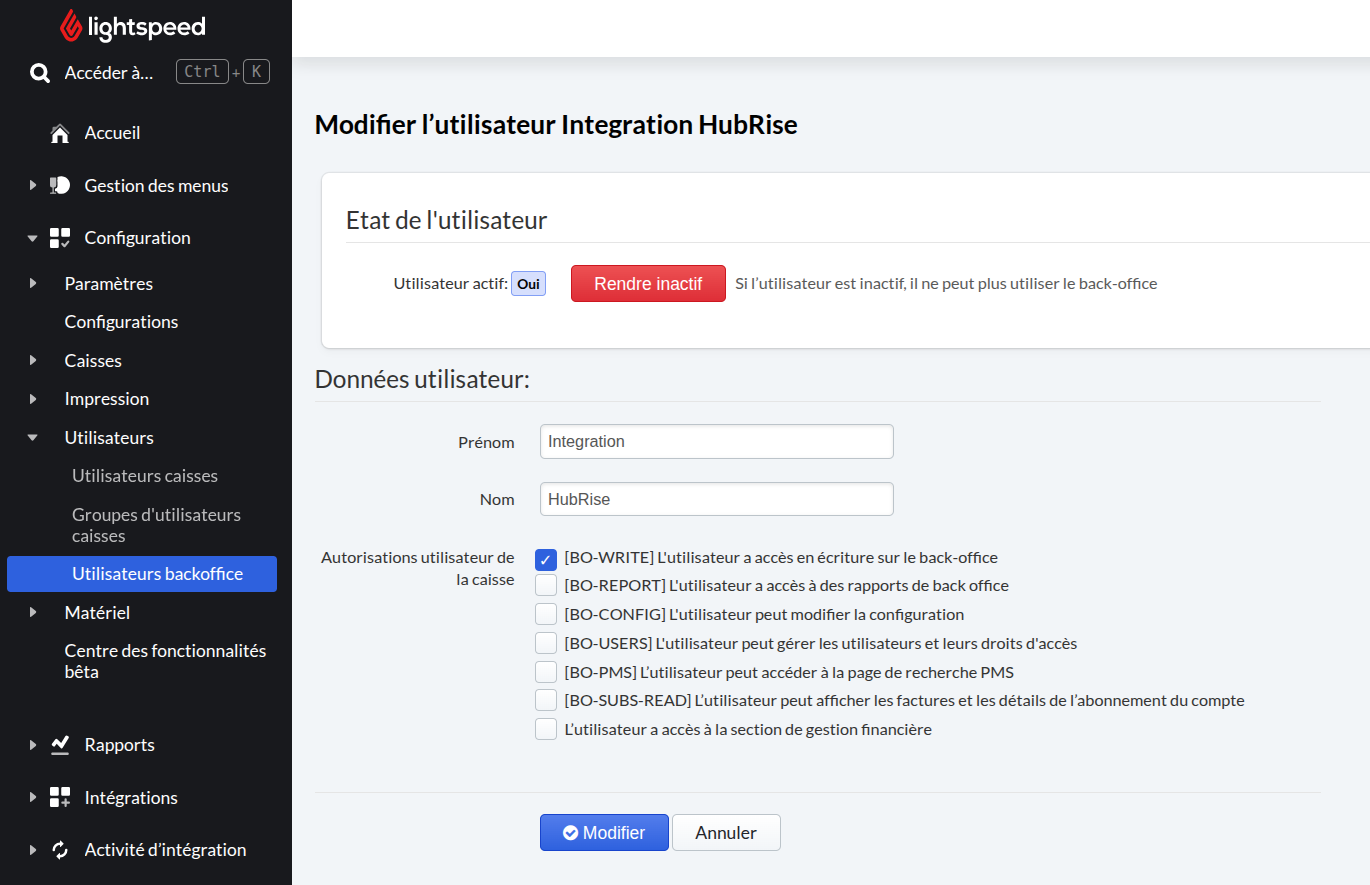 lightspeed
Accéder à... Ctrl + K
Accueil
Gestion des menus
Configuration
Paramètres
Configurations
Caisses
Impression
Utilisateurs
Utilisateurs caisses
Groupes d'utilisateurs
caisses
Utilisateurs backoffice
Matériel
Centre des fonctionnalités
bêta
Rapports
Intégrations
Activité d’intégration
Modifier l’utilisateur Integration HubRise
Etat de l'utilisateur
Utilisateur actif: Oui Rendre inactif Si l’utilisateur est inactif, il ne peut plus utiliser le back-office
Données utilisateur:
Prénom Integration
Nom HubRise
Autorisations utilisateur de
la caisse
[BO-WRITE] L'utilisateur a accès en écriture sur le back-office
[BO-REPORT] L'utilisateur a accès à des rapports de back office
[BO-CONFIG] L'utilisateur peut modifier la configuration
[BO-USERS] L'utilisateur peut gérer les utilisateurs et leurs droits d'accès
[BO-PMS] L’utilisateur peut accéder à la page de recherche PMS
[BO-SUBS-READ] L’utilisateur peut afficher les factures et les détails de l’abonnement du compte
L’utilisateur a accès à la section de gestion financière
Modifier Annuler